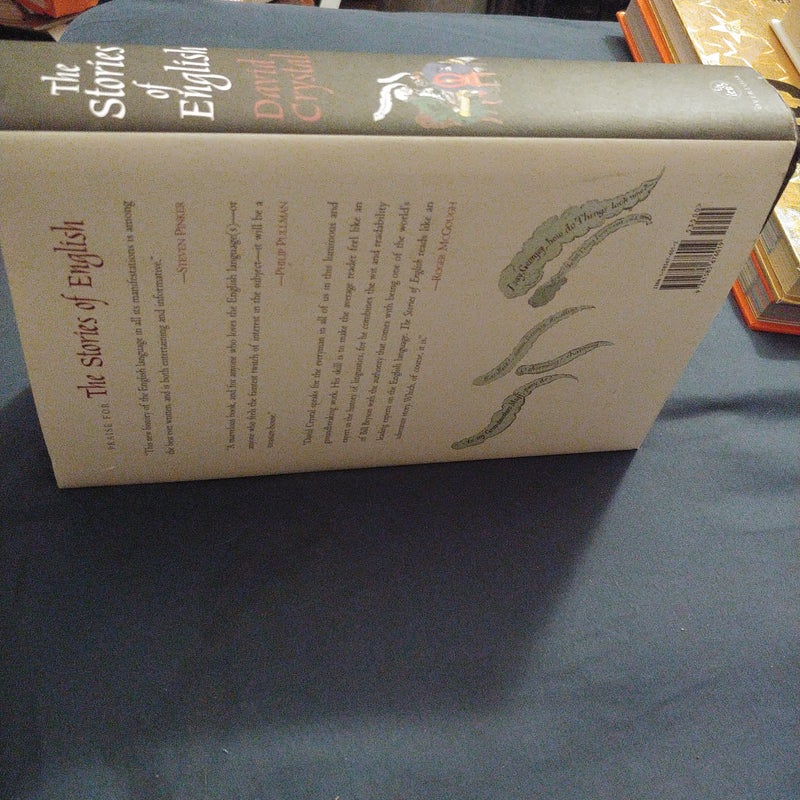 The
Stories
of
English
David
Crystal
PRAISE FOR The Stories of English
"This new history of the English language in all its manifestations is among
the best ever written, and is both entertaining and informative."
—STEVEN PINKER
"A marvelous book, and for anyone who loves the English language(s)—or
anyone who feels the faintest twitch of interest in the subject—it will be a
treasure-house."
—PHILIP PULLMAN
"David Crystal speaks for the everyman in all of us in this luminous and
groundbreaking work. His skill is to make the average reader feel like an
expert in the history of linguistics, for he combines the wit and readability
of Bill Bryson with the authority that comes with being one of the world's
leading experts on the English language. The Stories of English reads like an
adventure story. Which of course, it is."
—ROGER McGOUGH
I say Gaffer how do Things look now?